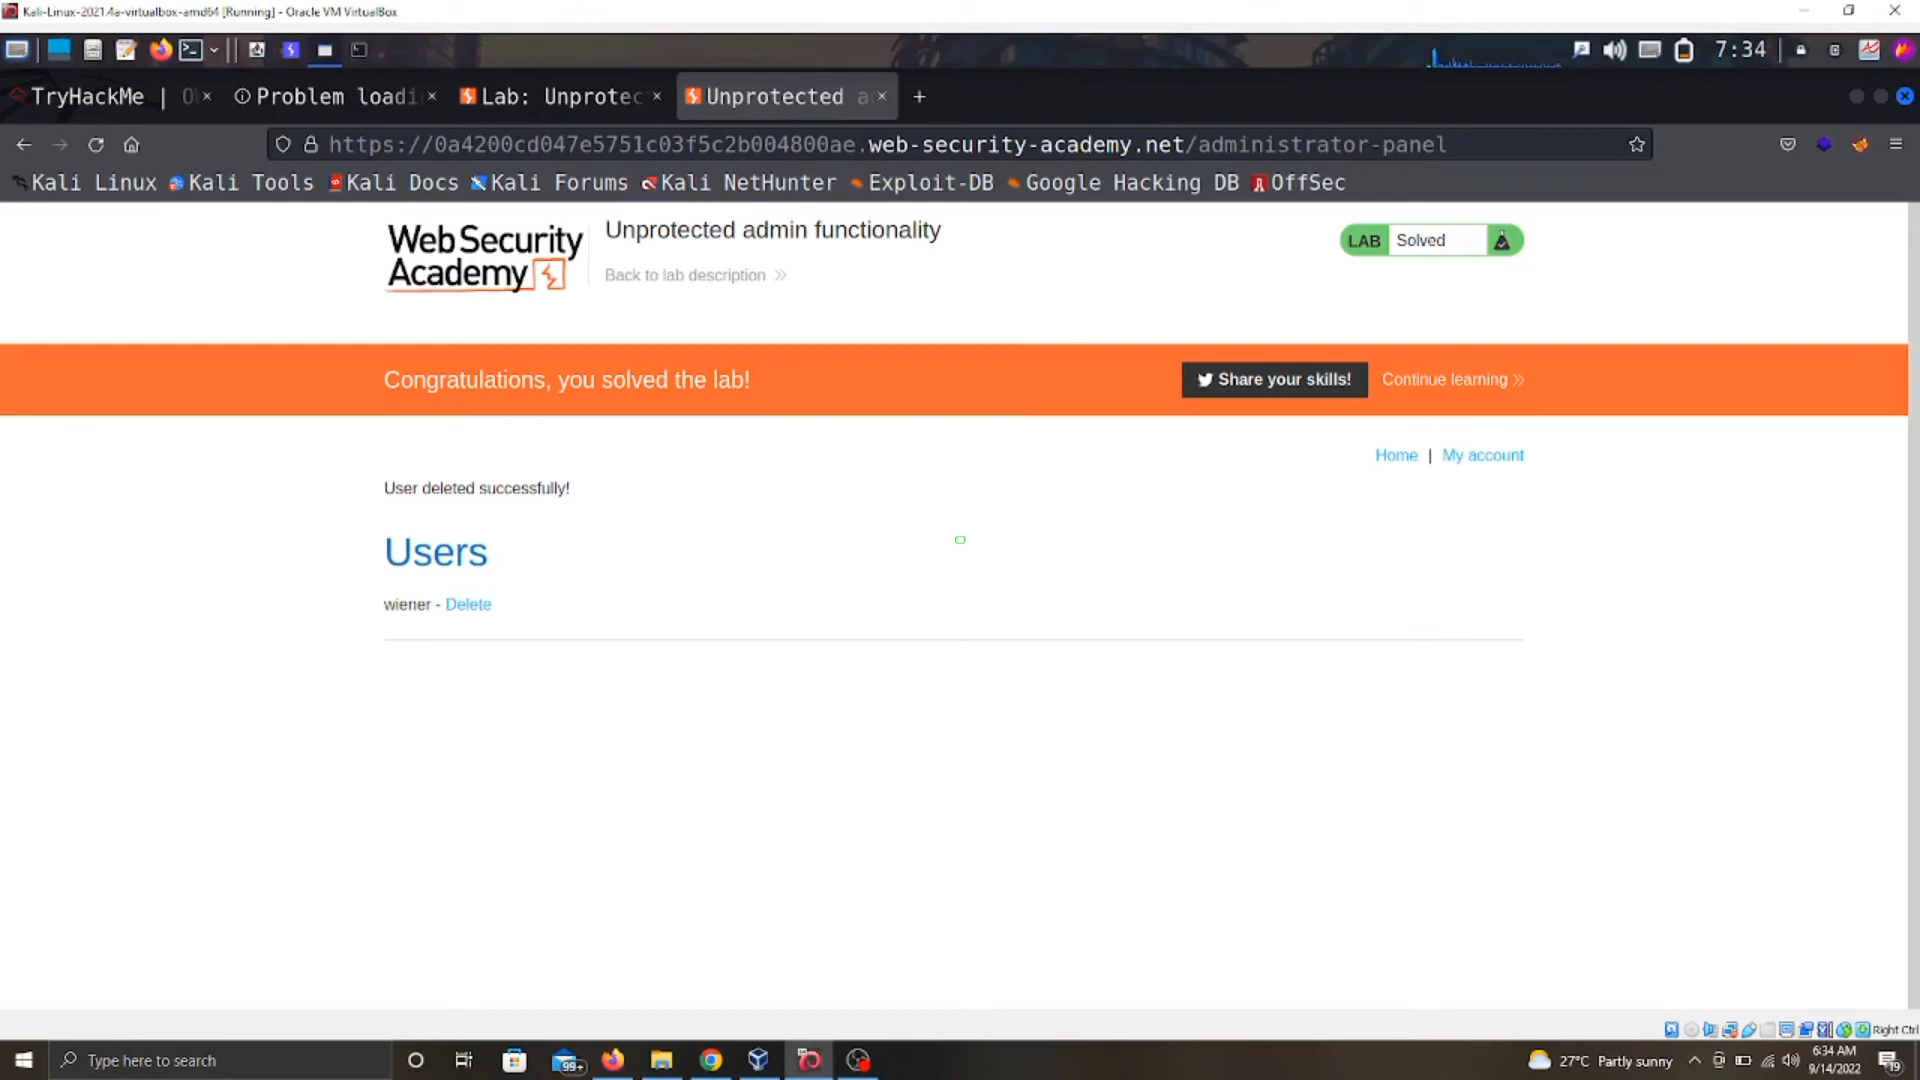 Kali-Linux-2021.4a-virtualbox-amd64 [Running] - Oracle VM VirtualBox
7:34
TryHackMe | O
Problem loadi
Lab: Unprotec
Unprotected a
https://0a4200cd047e5751c03f5c2b004800ae.web-security-academy.net/administrator-panel
Kali Linux Kali Tools Kali Docs Kali Forums Kali NetHunter Exploit-DB Google Hacking DB OffSec
WebSecurity
Academy
Unprotected admin functionality
Back to lab description
LAB Solved
Congratulations, you solved the lab!
Share your skills!
Continue learning
Home | My account
User deleted successfully!
Users
wiener - Delete
Right Ctrl
Type here to search
99+
27°C Partly sunny
6:34 AM
9/14/2022
19